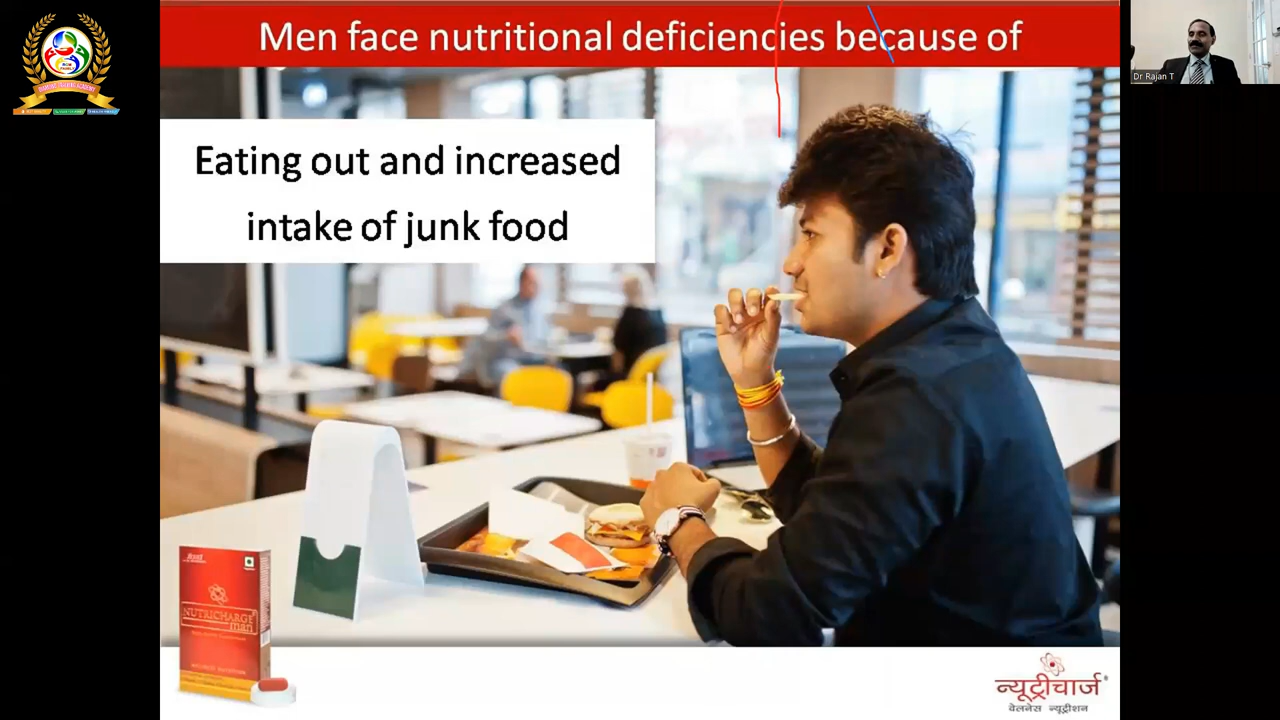 Men face nutritional deficiencies because of
Dr Rajan T
Eating out and increased
intake of junk food
NUTRICHARGE
man
न्यूट्रीचार्ज®
वेलनेस न्यूट्रीशन